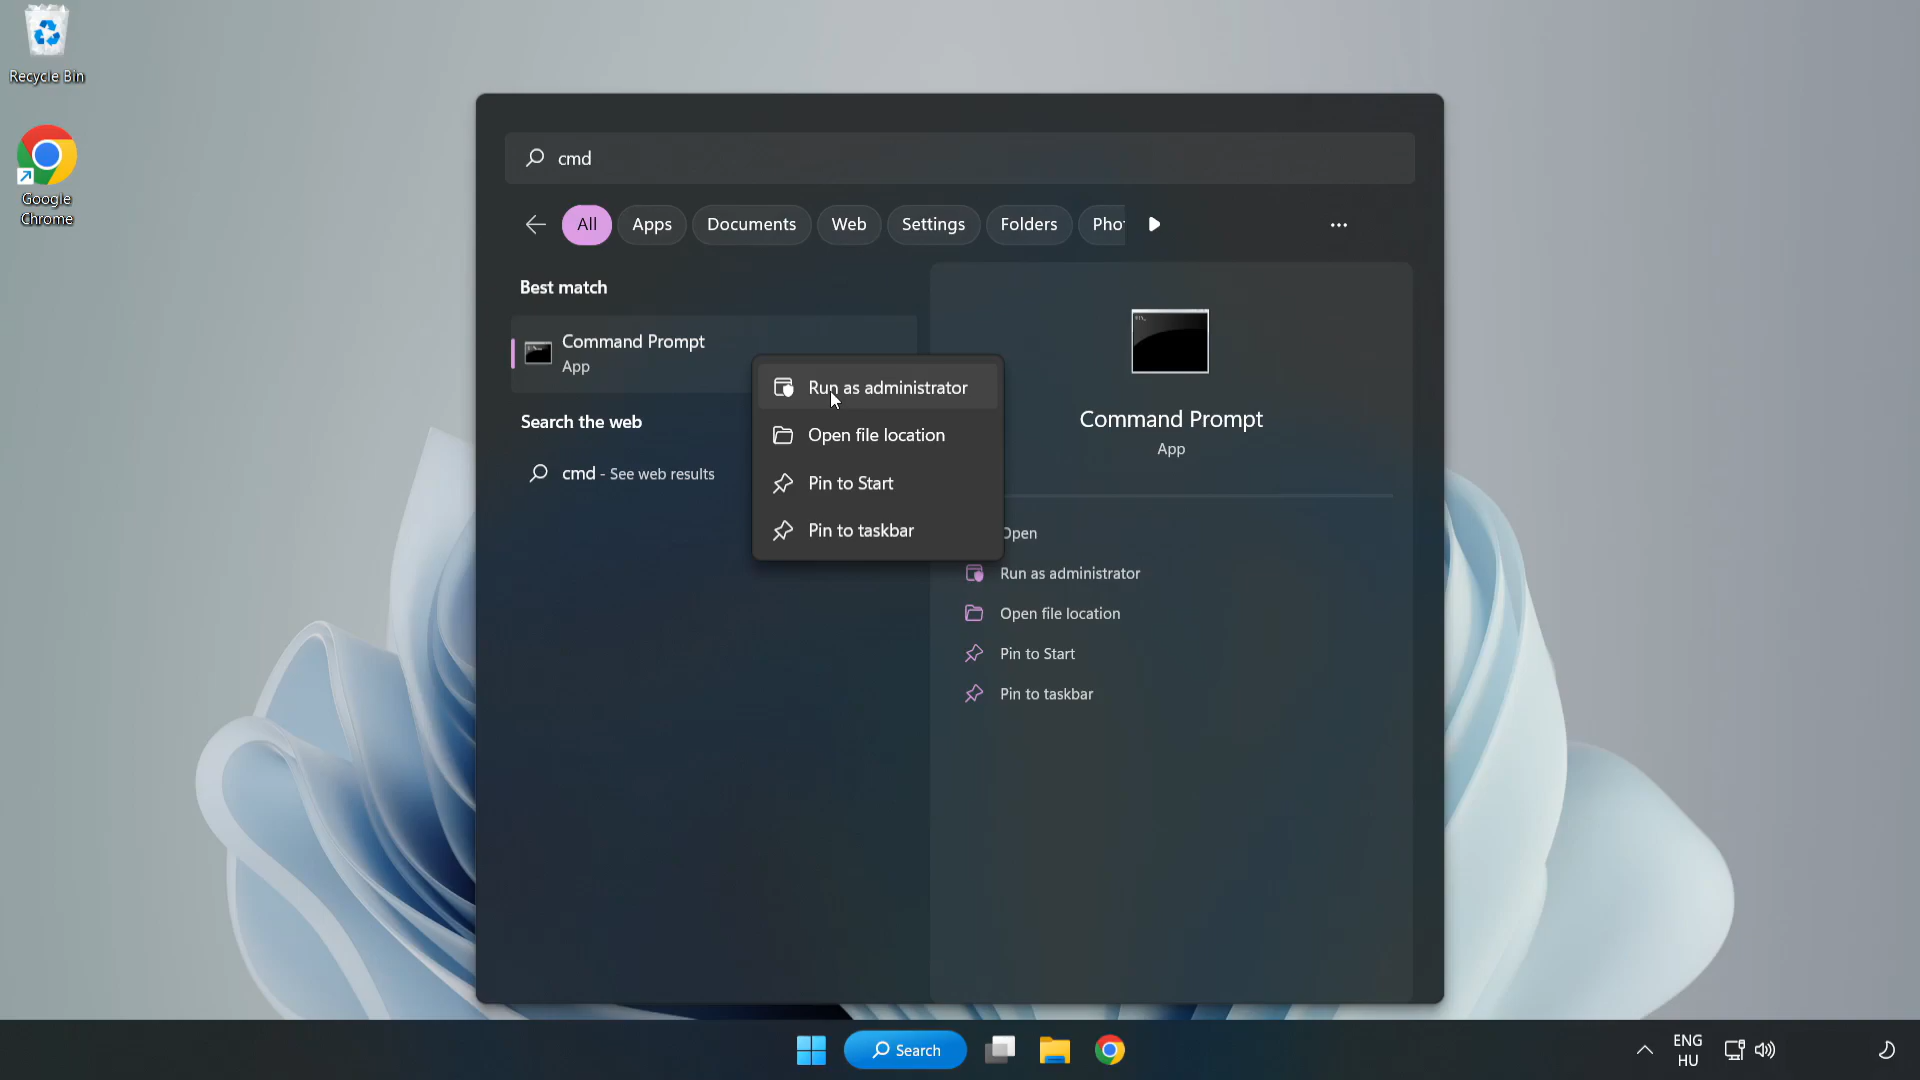 Recycle Bin
Google
Chrome
cmd
All
Apps
Documents
Web
Settings
Folders
Best match
Command Prompt
App
Search the web
cmd - See web results
Run as administrator
Open file location
Pin to Start
Pin to taskbar
Command Prompt
App
Open
Run as administrator
Open file location
Pin to Start
Pin to taskbar
Search
ENG
HU